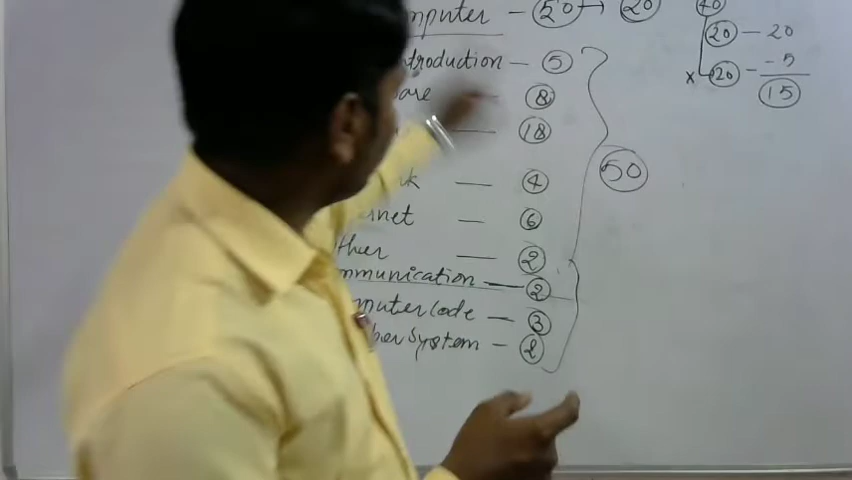 mputer - 50 → 20
troduction - 5
are - 8
- 18
k - 4
rnet - 6
ther - 2
mmunication - 2
mputer Code - 3
ber System - 2
50
40
20 - 20
x 20 - - 5
15